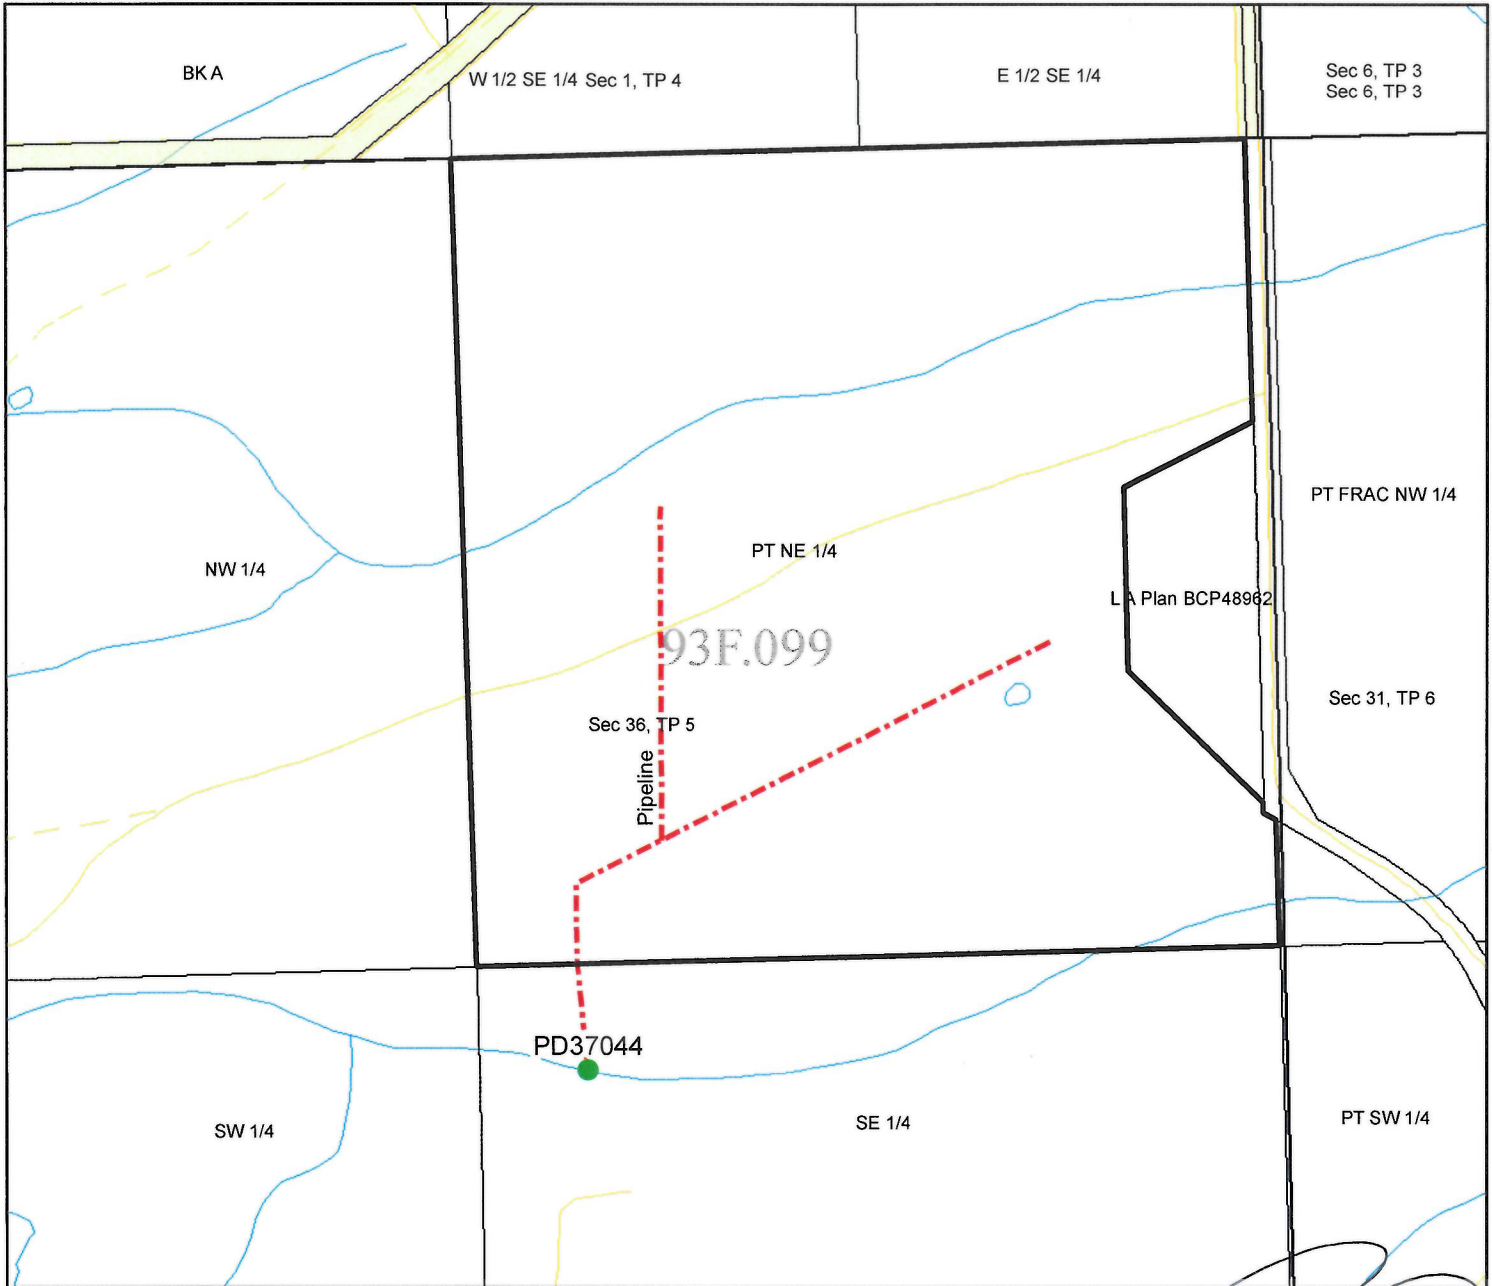 BK A
W 1/2 SE 1/4 Sec 1, TP 4
E 1/2 SE 1/4
Sec 6, TP 3
Sec 6, TP 3
PT FRAC NW 1/4
PT NE 1/4
NW 1/4
L A Plan BCP48962
93F.099
Sec 31, TP 6
Sec 36, TP 5
Pipeline
PD37044
SW 1/4
SE 1/4
PT SW 1/4